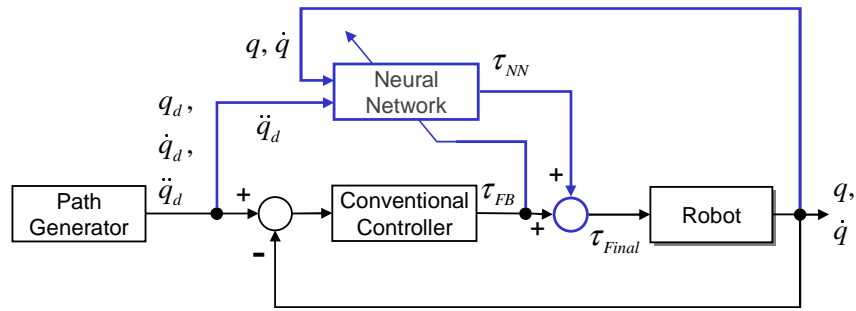 q, q̇
Neural
Network
τ_NN
q_d ,
q̇_d ,
q̈_d
q̈_d
+
Path
Generator
+
-
Conventional
Controller
τ_FB
+
τ_Final
Robot
q,
q̇